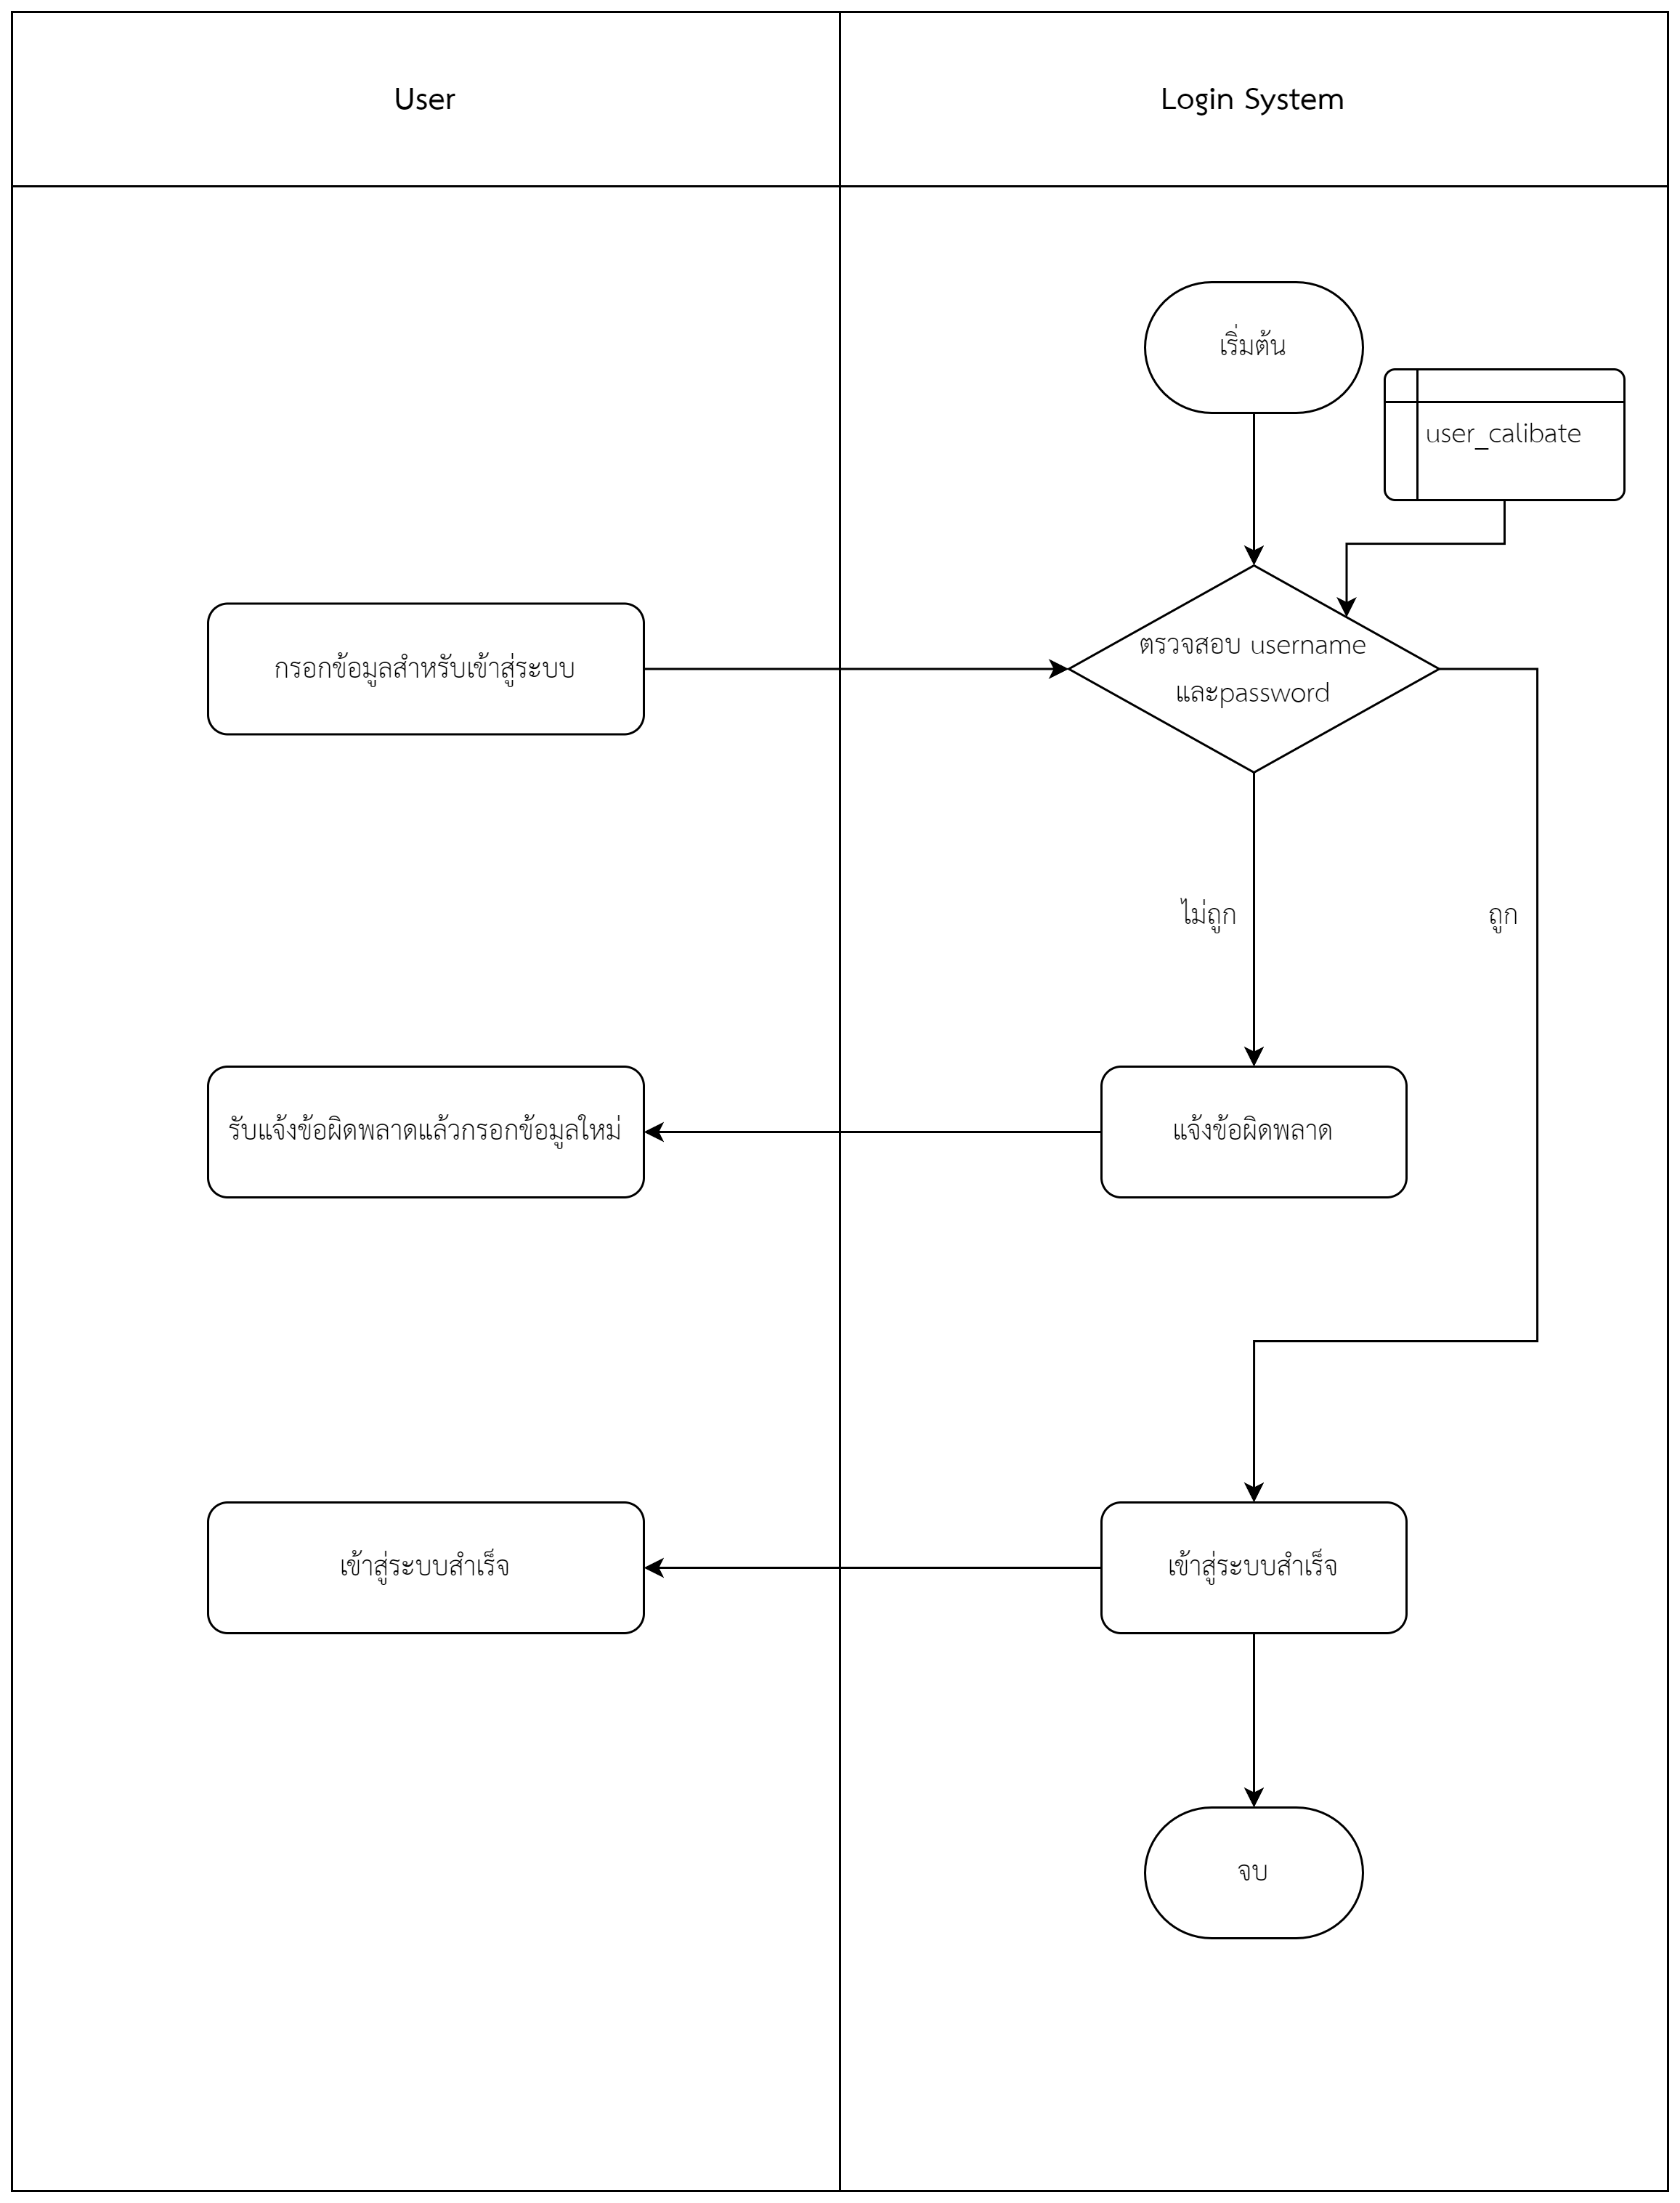 User
Login System
เริ่มต้น
user_calibate
กรอกข้อมูลสำหรับเข้าสู่ระบบ
ตรวจสอบ username
และpassword
ไม่ถูก
ถูก
รับแจ้งข้อผิดพลาดแล้วกรอกข้อมูลใหม่
แจ้งข้อผิดพลาด
เข้าสู่ระบบสำเร็จ
เข้าสู่ระบบสำเร็จ
จบ